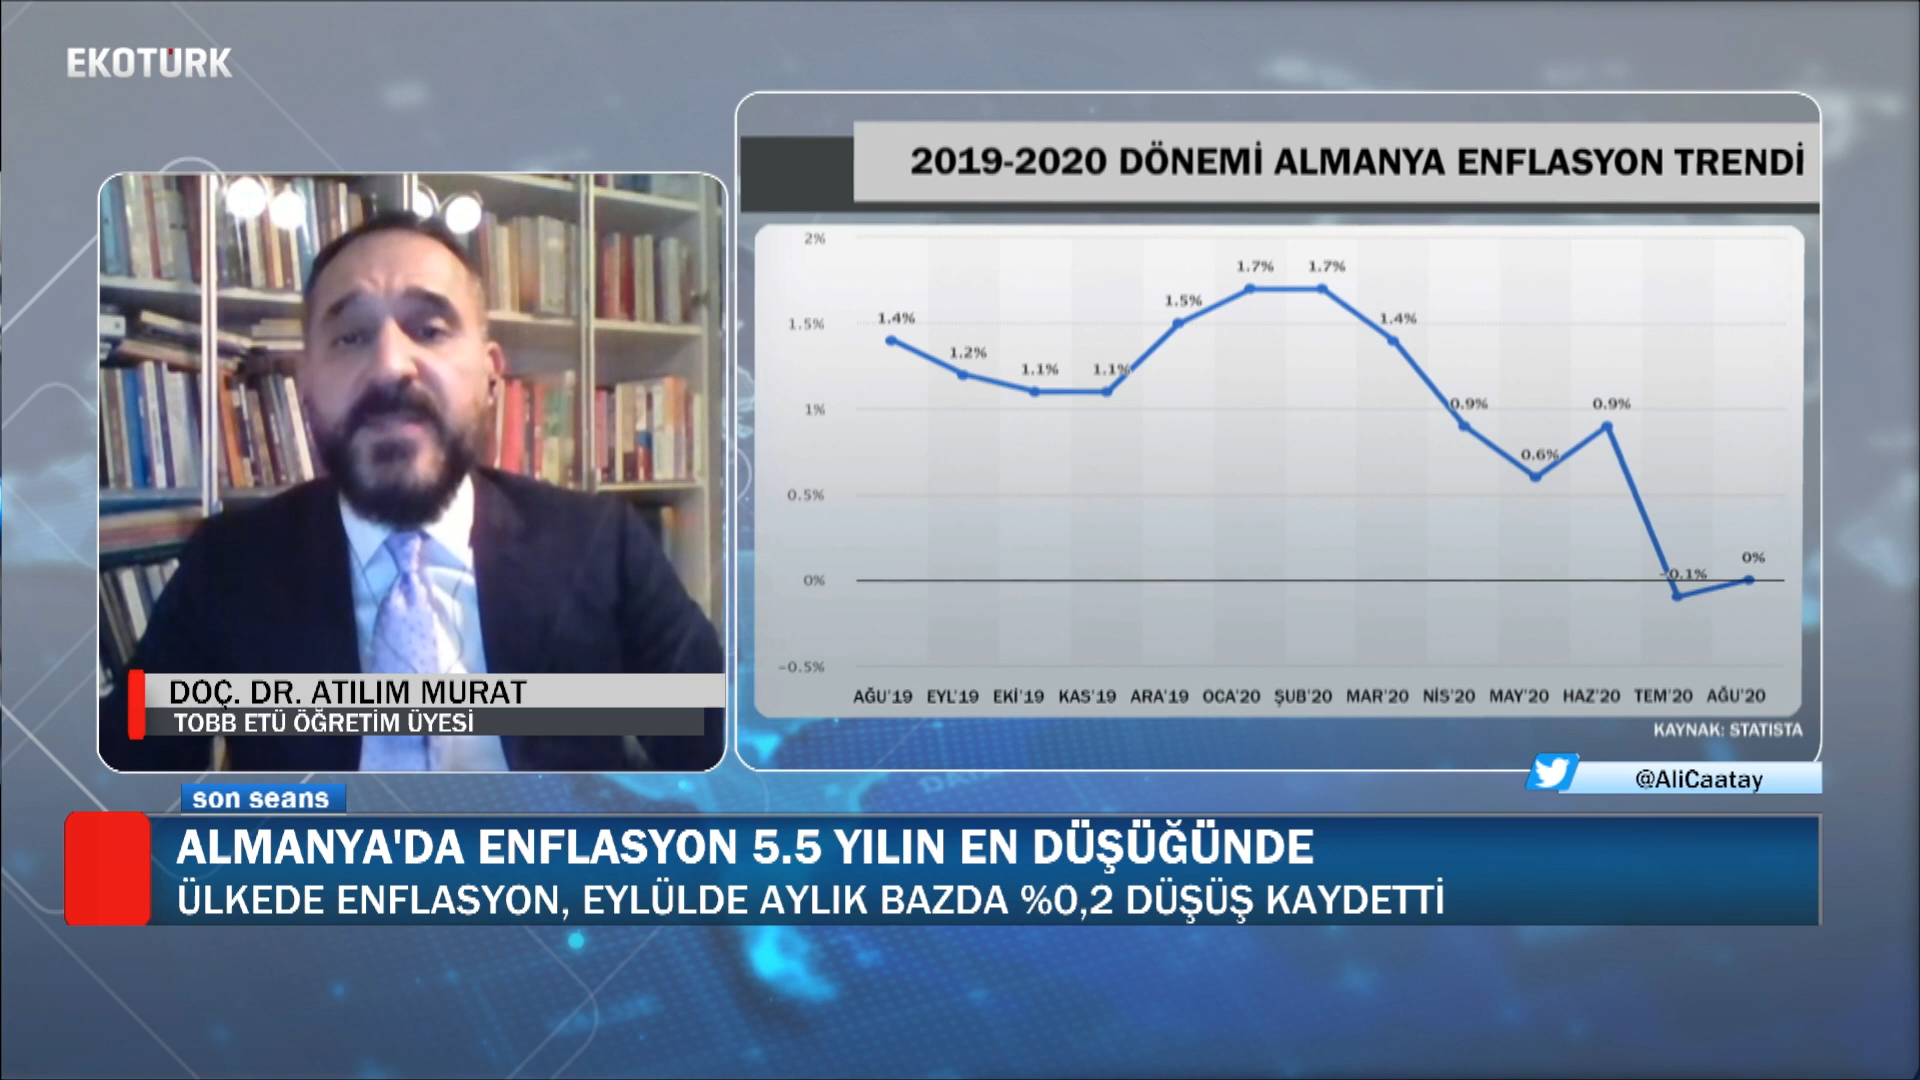 EKOTÜRK
2019-2020 DÖNEMİ ALMANYA ENFLASYON TRENDİ
2%
1.5%
1%
0.5%
0%
-0.5%
1.4%
1.2%
1.1%
1.1%
1.5%
1.7%
1.7%
1.4%
0.9%
0.6%
0.9%
-0.1%
0%
AĞU'19 EYL'19 EKİ'19 KAS'19 ARA'19 OCA'20 ŞUB'20 MAR'20 NİS'20 MAY'20 HAZ'20 TEM'20 AĞU'20
KAYNAK: STATISTA
DOÇ. DR. ATILIM MURAT
TOBB ETÜ ÖĞRETİM ÜYESİ
@AliCaatay
son seans
ALMANYA'DA ENFLASYON 5.5 YILIN EN DÜŞÜĞÜNDE
ÜLKEDE ENFLASYON, EYLÜLDE AYLIK BAZDA %0,2 DÜŞÜŞ KAYDETTİ